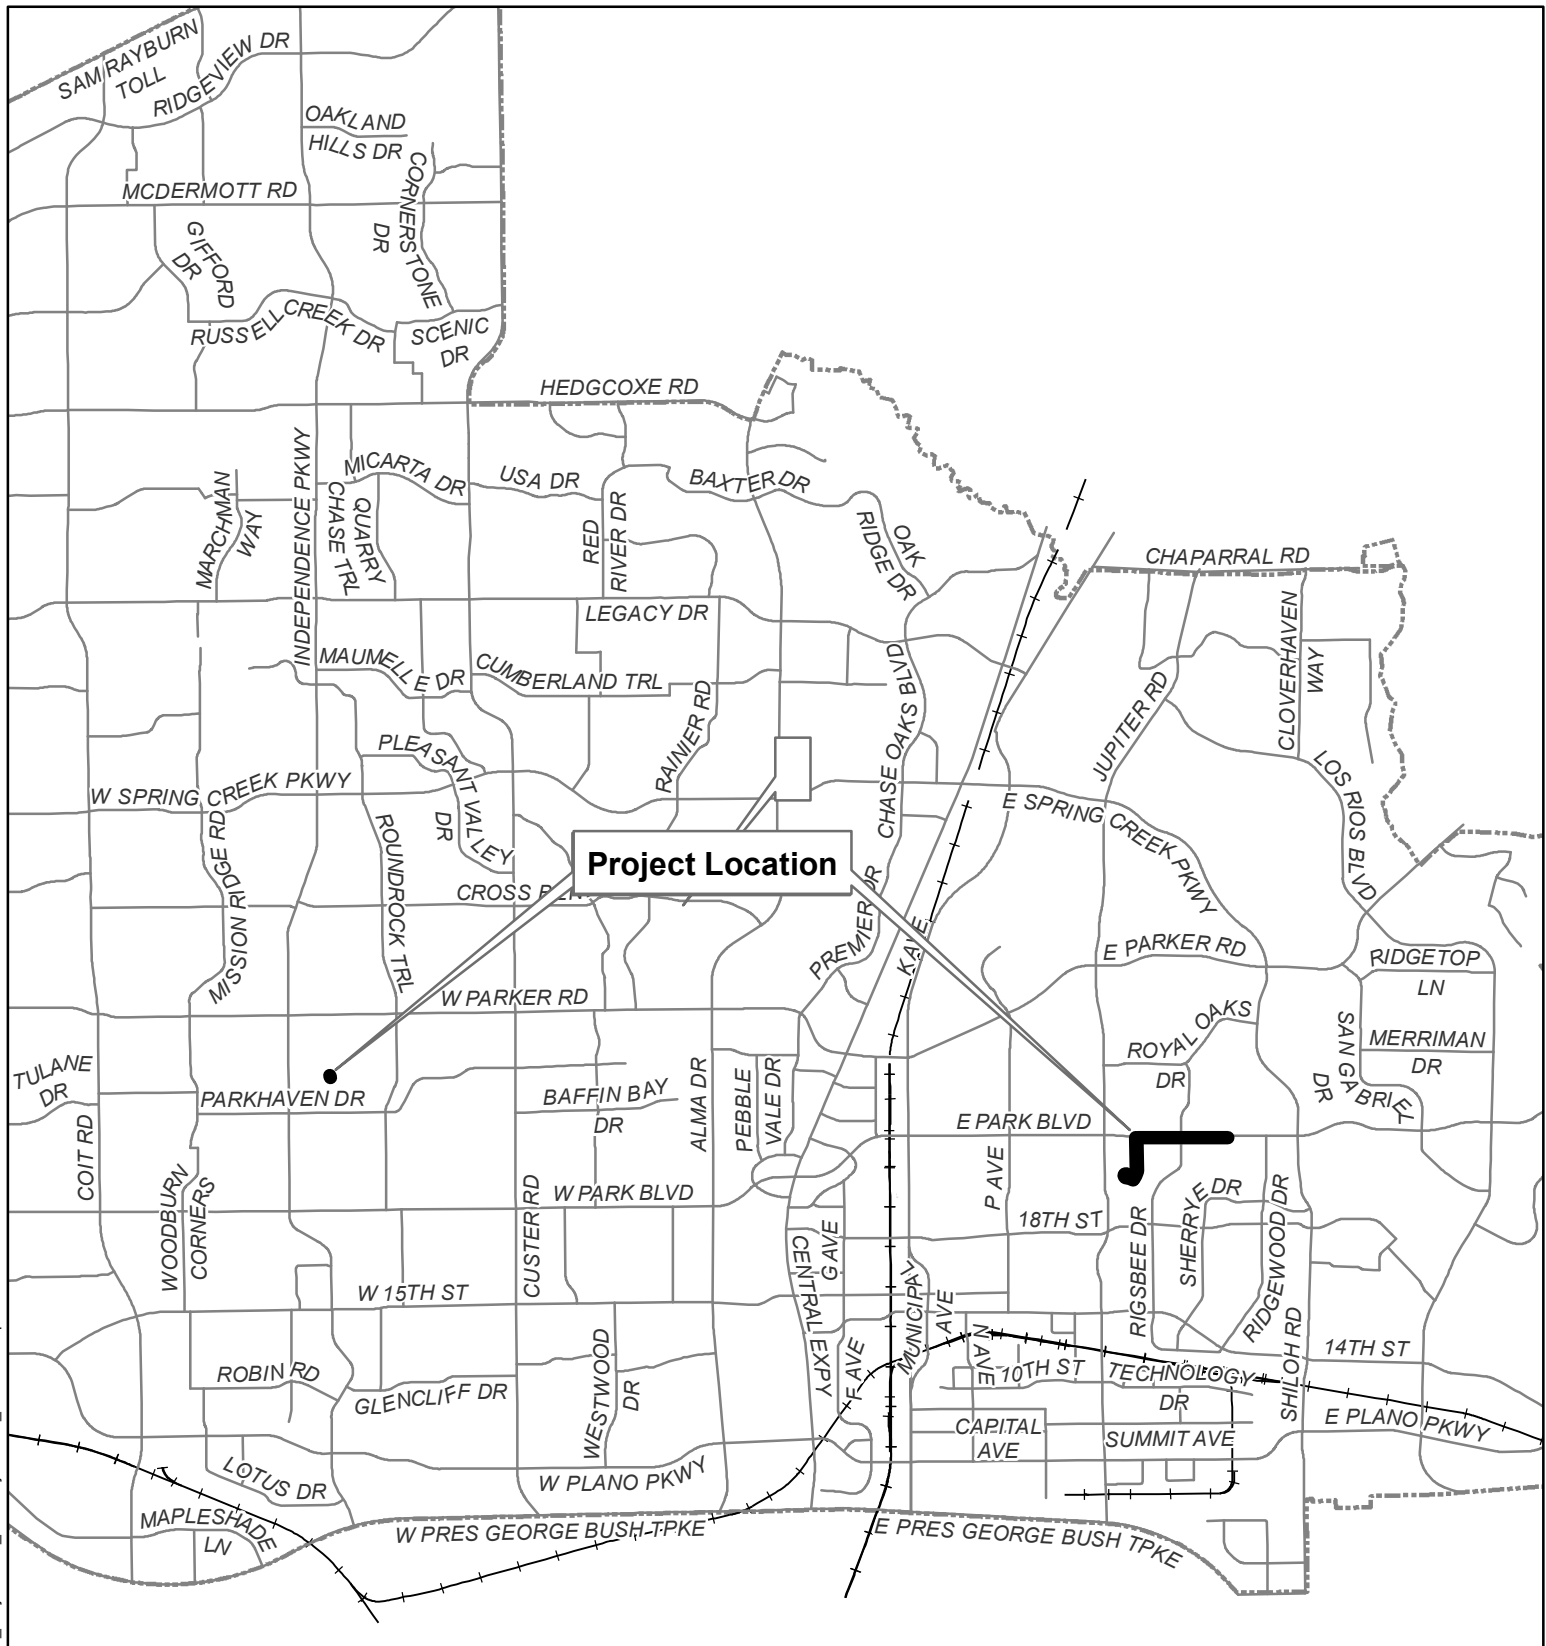 SAM RAYBURN
TOLL
RIDGEVIEW DR
OAKLAND
HILLS DR
CORNERSTONE
DR
MCDERMOTT RD
GIFFORD
DR
RUSSELL CREEK DR
SCENIC
DR
HEDGCOXE RD
INDEPENDENCE PKWY
MICARTA DR
USA DR
BAXTER DR
MARCHMAN
WAY
CHASE TRL
QUARRY
RED
RIVER DR
OAK
RIDGE DR
CHAPARRAL RD
LEGACY DR
CLOVERHAVEN
WAY
MAUMELLE DR
CUMBERLAND TRL
CHASE OAKS BLVD
JUPITER RD
RAINIER RD
PLEASANT VALLEY
DR
LOS RIOS BLVD
W SPRING CREEK PKWY
E SPRING CREEK PKWY
MISSION RIDGE RD
ROUNDROCK TRL
Project Location
CROSS
PREMIER DR
K AVE
E PARKER RD
RIDGETOP
LN
W PARKER RD
ROYAL OAKS
DR
SAN GABRIEL
DR
MERRIMAN
DR
TULANE
DR
PARKHAVEN DR
BAFFIN BAY
DR
ALMA DR
PEBBLE
VALE DR
E PARK BLVD
COIT RD
WOODBURN
CORNERS
CUSTER RD
W PARK BLVD
P AVE
18TH ST
RIGSBEE DR
SHERRYE DR
RIDGEWOOD DR
G AVE
CENTRAL EXPY
W 15TH ST
MUNICIPAL
AVE
SHILOH RD
14TH ST
N AVE
10TH ST
TECHNOLOGY
DR
F AVE
ROBIN RD
GLENCLIFF DR
WESTWOOD
DR
CAPITAL
AVE
SUMMIT AVE
E PLANO PKWY
LOTUS DR
W PLANO PKWY
MAPLESHADE
LN
W PRES GEORGE BUSH TPKE
E PRES GEORGE BUSH TPKE